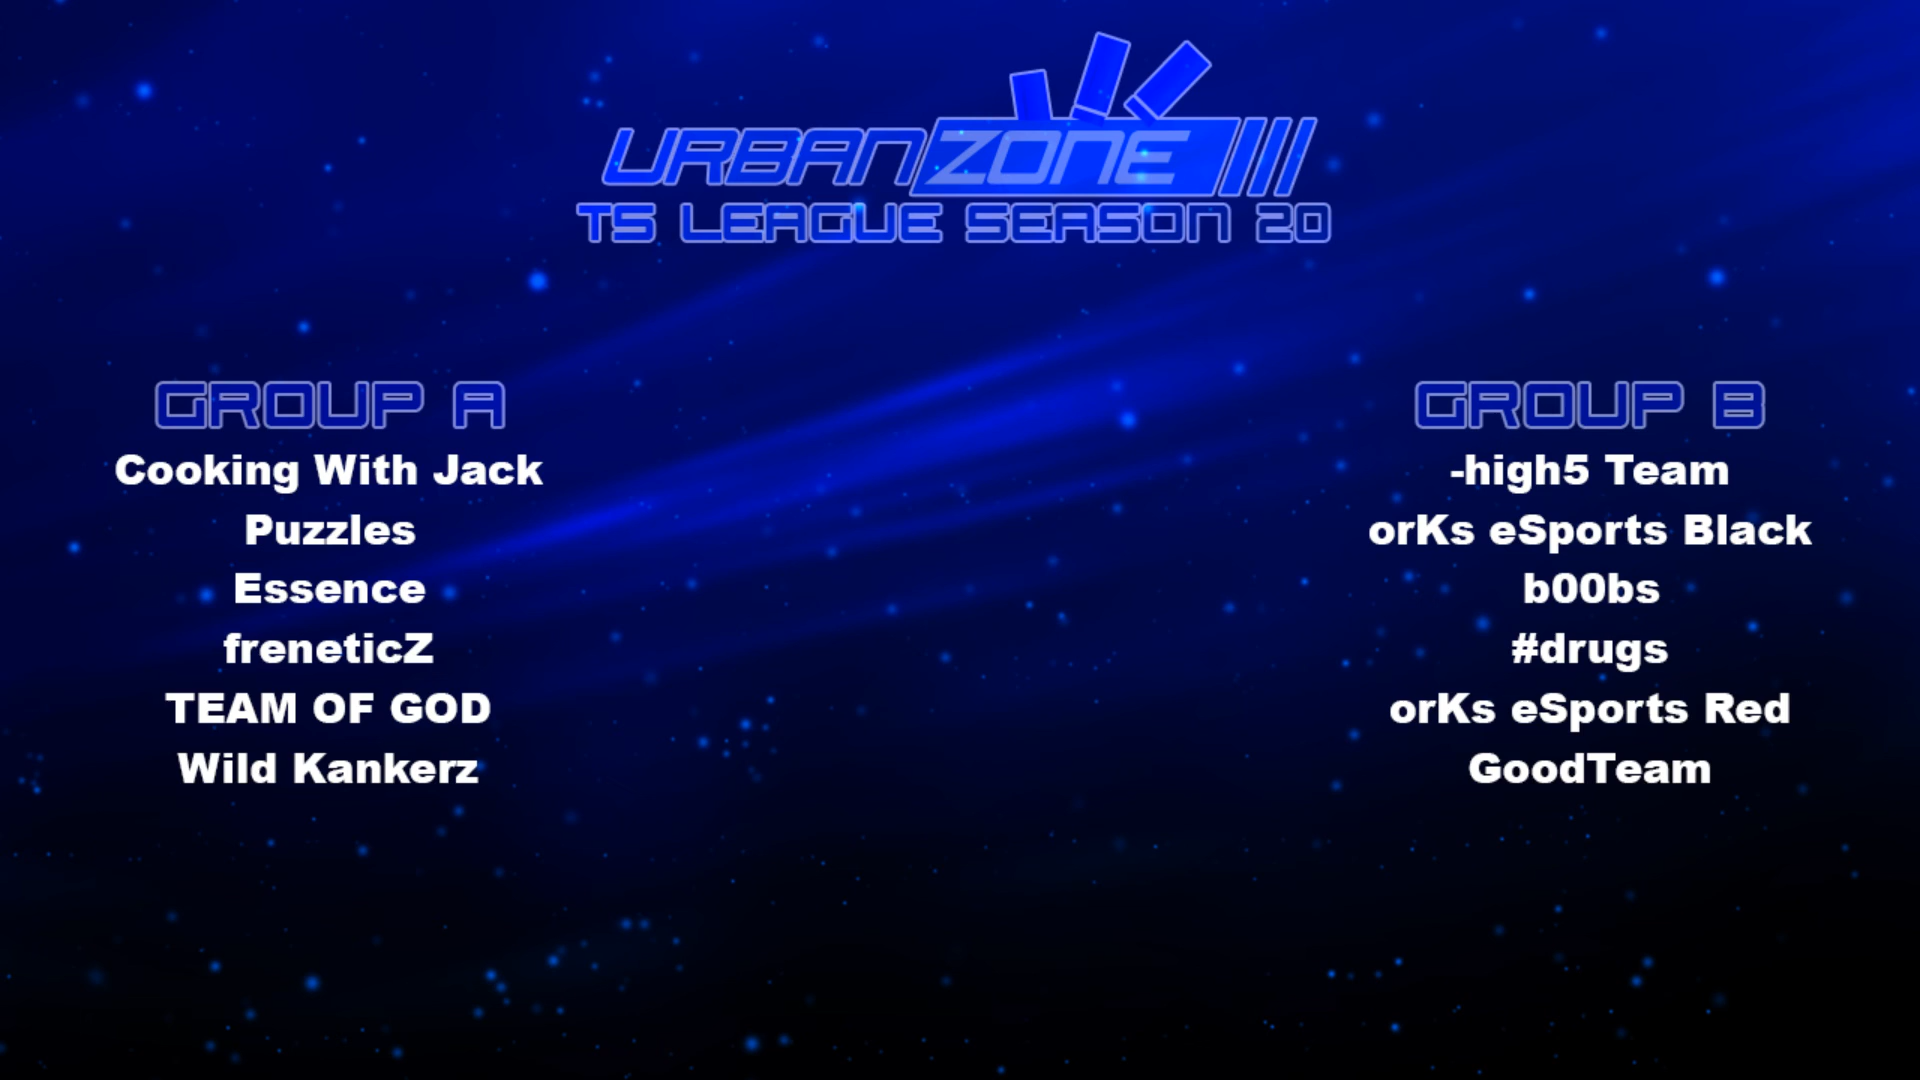 URBANZONE
TS LEAGUE SEASON 20
GROUP A
Cooking With Jack
Puzzles
Essence
freneticZ
TEAM OF GOD
Wild Kankerz
GROUP B
-high5 Team
orKs eSports Black
b00bs
#drugs
orKs eSports Red
GoodTeam